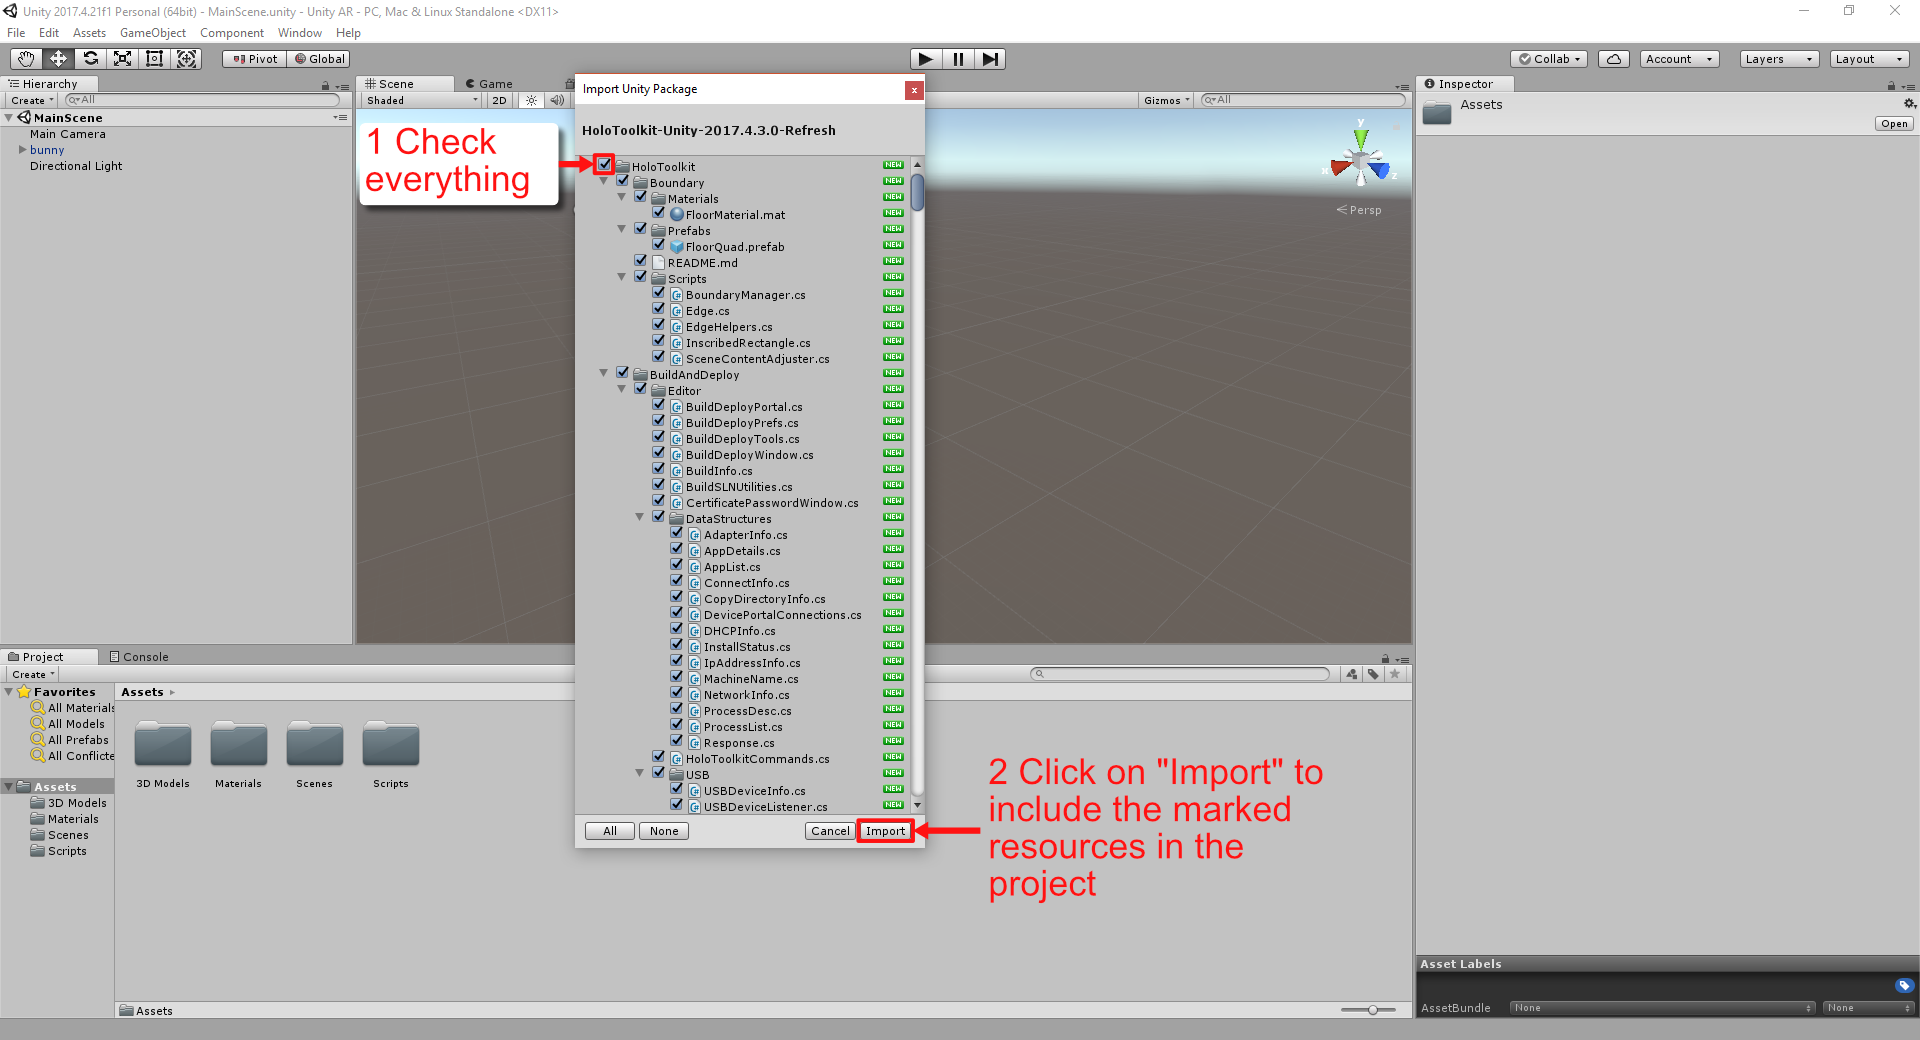 Unity 2017.4.21f1 Personal (64bit) - MainScene.unity - Unity AR - PC, Mac & Linux Standalone <DX11>
File Edit Assets GameObject Component Window Help
Pivot Global Collab Account Layers Layout
Hierarchy
Create All
MainScene
Main Camera
bunny
Directional Light
Scene Game
Shaded 2D Gizmos All
y
x
z
Persp
1 Check
everything
Import Unity Package
x
HoloToolkit-Unity-2017.4.3.0-Refresh
HoloToolkit NEW
Boundary NEW
Materials NEW
FloorMaterial.mat NEW
Prefabs NEW
FloorQuad.prefab NEW
README.md NEW
Scripts NEW
BoundaryManager.cs NEW
Edge.cs NEW
EdgeHelpers.cs NEW
InscribedRectangle.cs NEW
SceneContentAdjuster.cs NEW
BuildAndDeploy NEW
Editor NEW
BuildDeployPortal.cs NEW
BuildDeployPrefs.cs NEW
BuildDeployTools.cs NEW
BuildDeployWindow.cs NEW
BuildInfo.cs NEW
BuildSLNUtilities.cs NEW
CertificatePasswordWindow.cs NEW
DataStructures NEW
AdapterInfo.cs NEW
AppDetails.cs NEW
AppList.cs NEW
ConnectInfo.cs NEW
CopyDirectoryInfo.cs NEW
DevicePortalConnections.cs NEW
DHCPInfo.cs NEW
InstallStatus.cs NEW
IpAddressInfo.cs NEW
MachineName.cs NEW
NetworkInfo.cs NEW
ProcessDesc.cs NEW
ProcessList.cs NEW
Response.cs NEW
HoloToolkitCommands.cs NEW
USB NEW
USBDeviceInfo.cs NEW
USBDeviceListener.cs NEW
All None Cancel Import
2 Click on "Import" to
include the marked
resources in the
project
Inspector
Assets
Open
Project Console
Create
Favorites
All Materials
All Models
All Prefabs
All Conflicte
Assets
3D Models
Materials
Scenes
Scripts
Assets
3D Models Materials Scenes Scripts
Assets
Asset Labels
AssetBundle None None